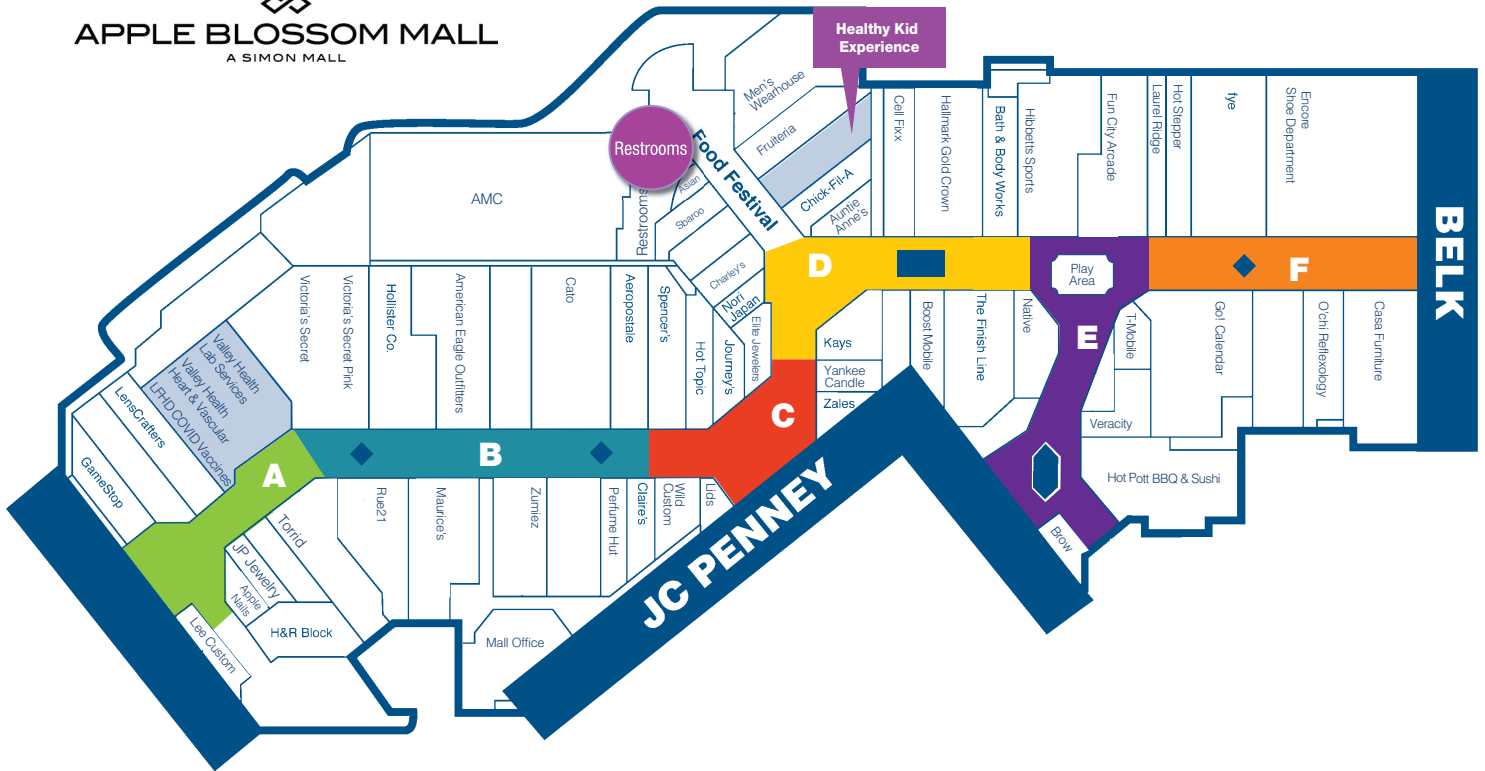 APPLE BLOSSOM MALL
A SIMON MALL
Healthy Kid
Experience
Restrooms
Food Festival
Men's
Wearhouse
Fruiteria
Chick-Fil-A
Auntie
Anne's
Cell Fixx
Hallmark Gold Crown
Bath & Body Works
Hibbetts Sports
Fun City Arcade
Laurel Ridge
Hot Stepper
fye
Encore
Shoe Department
BELK
AMC
Restrooms
Asian
Sbaroo
Charley's
Nori
Japan
Elite Jewelers
D
Play
Area
F
E
Victoria's Secret
Victoria's Secret Pink
Hollister Co.
American Eagle Outfitters
Cato
Aeropostale
Spencer's
Hot Topic
Journey's
Kays
Yankee
Candle
Zales
Boost Mobile
The Finish Line
Native
T-Mobile
Go! Calendar
O'chi Reflexology
Casa Furniture
Veracity
Hot Pott BBQ & Sushi
Brow
Valley Health
Lab Services
Valley Health
Heart & Vascular
LFHD COVID Vaccines
LensCrafters
GameStop
A
B
C
Torrid
JP Jewelry
Apple
Nails
H&R Block
Lee Custom
Rue21
Maurice's
Zumiez
Perfume Hut
Claire's
Wild
Custom
Lids
Mall Office
JC PENNEY